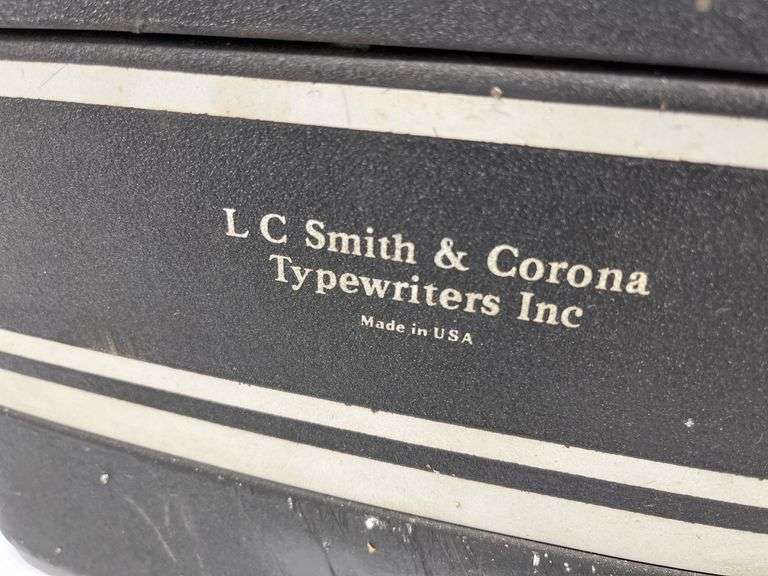 L C Smith & Corona
Typewriters Inc
Made in USA